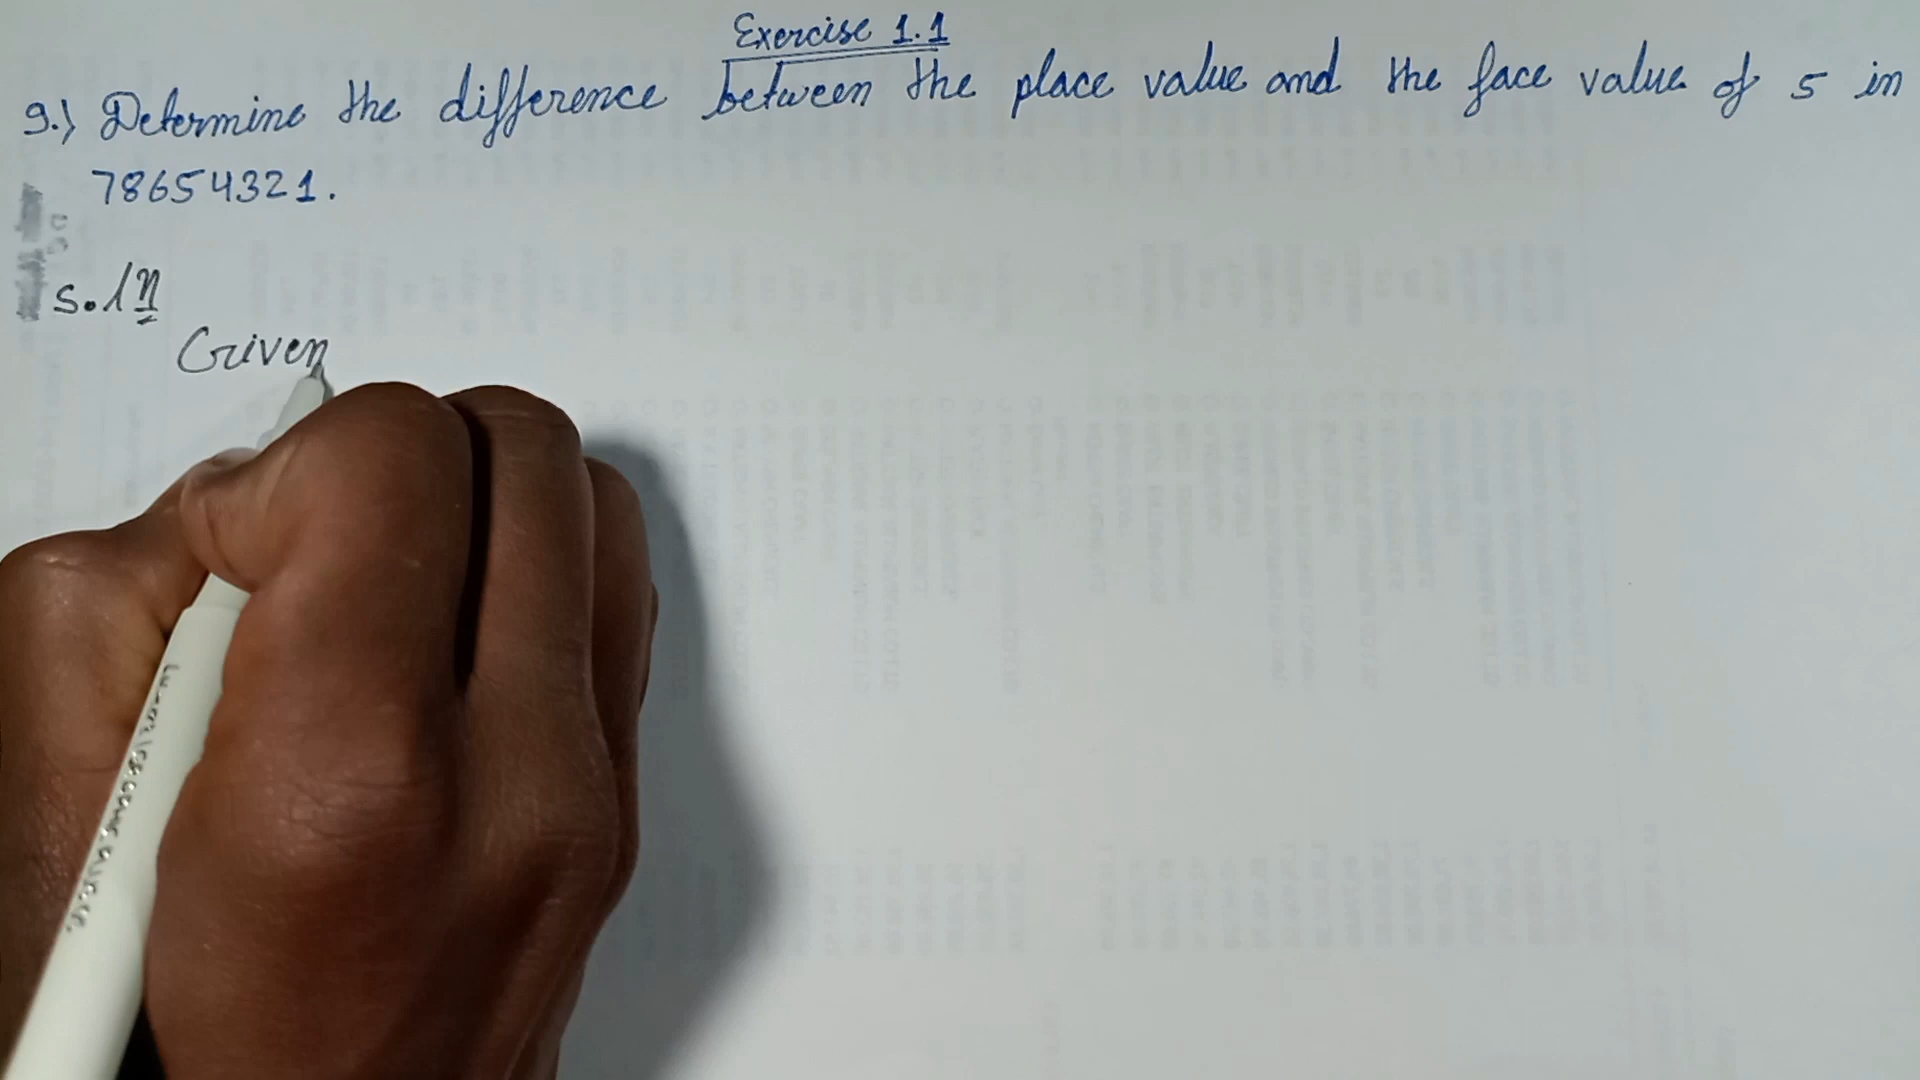 Exercise 1.1
9.) Determine the difference between the place value and the face value of 5 in
78654321.
Soln
Given